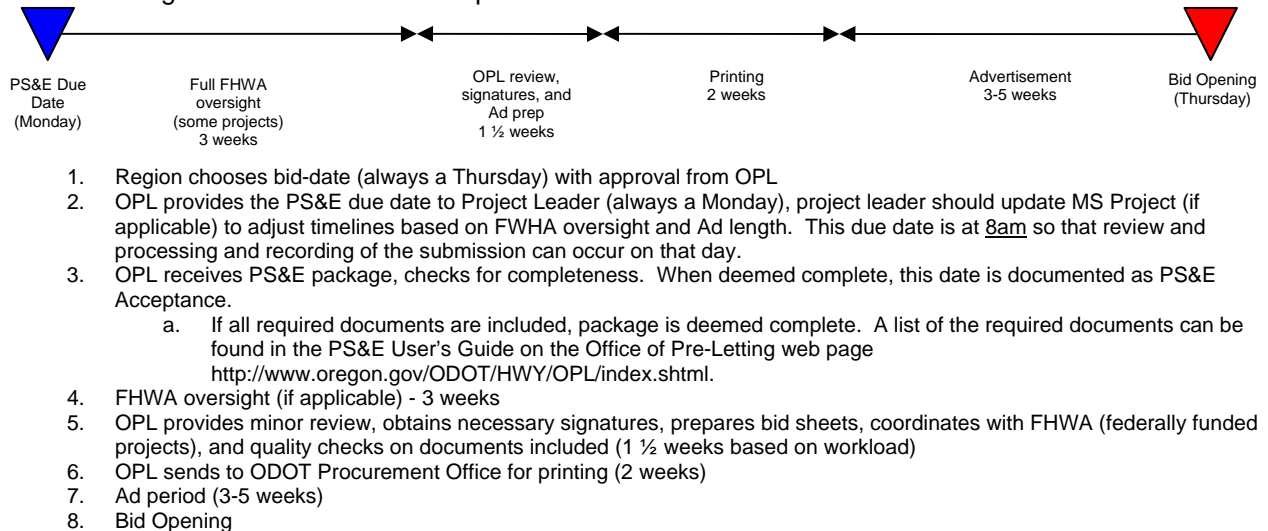 PS&E Due
Date
(Monday)
Full FHWA
oversight
(some projects)
3 weeks
OPL review,
signatures, and
Ad prep
1 ½ weeks
Printing
2 weeks
Advertisement
3-5 weeks
Bid Opening
(Thursday)
1. Region chooses bid-date (always a Thursday) with approval from OPL
2. OPL provides the PS&E due date to Project Leader (always a Monday), project leader should update MS Project (if
applicable) to adjust timelines based on FWHA oversight and Ad length. This due date is at 8am so that review and
processing and recording of the submission can occur on that day.
3. OPL receives PS&E package, checks for completeness. When deemed complete, this date is documented as PS&E
Acceptance.
a. If all required documents are included, package is deemed complete. A list of the required documents can be
found in the PS&E User's Guide on the Office of Pre-Letting web page
http://www.oregon.gov/ODOT/HWY/OPL/index.shtml.
4. FHWA oversight (if applicable) - 3 weeks
5. OPL provides minor review, obtains necessary signatures, prepares bid sheets, coordinates with FHWA (federally funded
projects), and quality checks on documents included (1 ½ weeks based on workload)
6. OPL sends to ODOT Procurement Office for printing (2 weeks)
7. Ad period (3-5 weeks)
8. Bid Opening